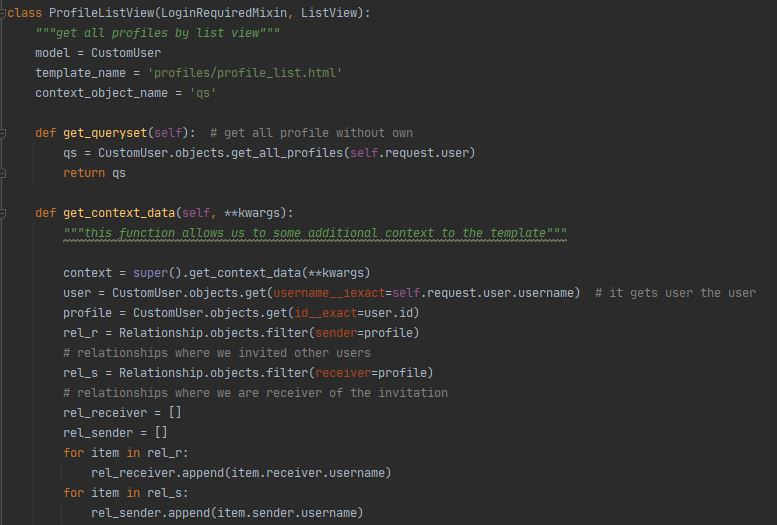 class ProfileListView(LoginRequiredMixin, ListView):
    """get all profiles by list view"""
    model = CustomUser
    template_name = 'profiles/profile_list.html'
    context_object_name = 'qs'

    def get_queryset(self):  # get all profile without own
        qs = CustomUser.objects.get_all_profiles(self.request.user)
        return qs

    def get_context_data(self, **kwargs):
        """this function allows us to some additional context to the template"""

        context = super().get_context_data(**kwargs)
        user = CustomUser.objects.get(username__iexact=self.request.user.username)  # it gets user the user
        profile = CustomUser.objects.get(id__exact=user.id)
        rel_r = Relationship.objects.filter(sender=profile)
        # relationships where we invited other users
        rel_s = Relationship.objects.filter(receiver=profile)
        # relationships where we are receiver of the invitation
        rel_receiver = []
        rel_sender = []
        for item in rel_r:
            rel_receiver.append(item.receiver.username)
        for item in rel_s:
            rel_sender.append(item.sender.username)